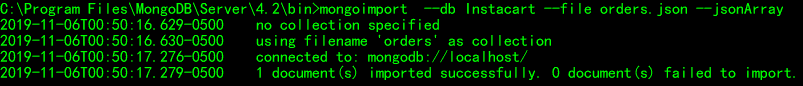 C:\Program Files\MongoDB\Server\4.2\bin>mongoimport  --db Instacart --file orders.json --jsonArray
2019-11-06T00:50:16.629-0500    no collection specified
2019-11-06T00:50:16.630-0500    using filename 'orders' as collection
2019-11-06T00:50:17.276-0500    connected to: mongodb://localhost/
2019-11-06T00:50:17.279-0500    1 document(s) imported successfully. 0 document(s) failed to import.